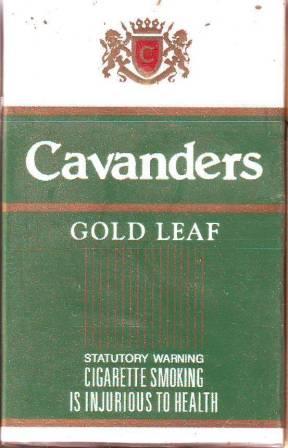 C
Cavanders
GOLD LEAF
STATUTORY WARNING
CIGARETTE SMOKING
IS INJURIOUS TO HEALTH